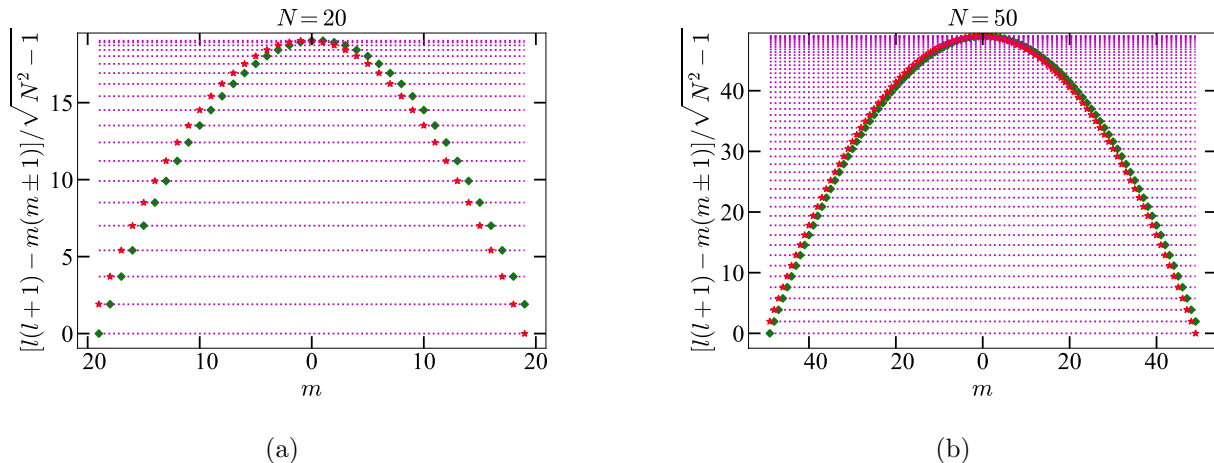 N = 20
[l(l + 1) − m(m ± 1)]/√N² − 1
15
10
5
0
20 10 0 10 20
m
(a)
N = 50
[l(l + 1) − m(m ± 1)]/√N² − 1
40
30
20
10
0
40 20 0 20 40
m
(b)